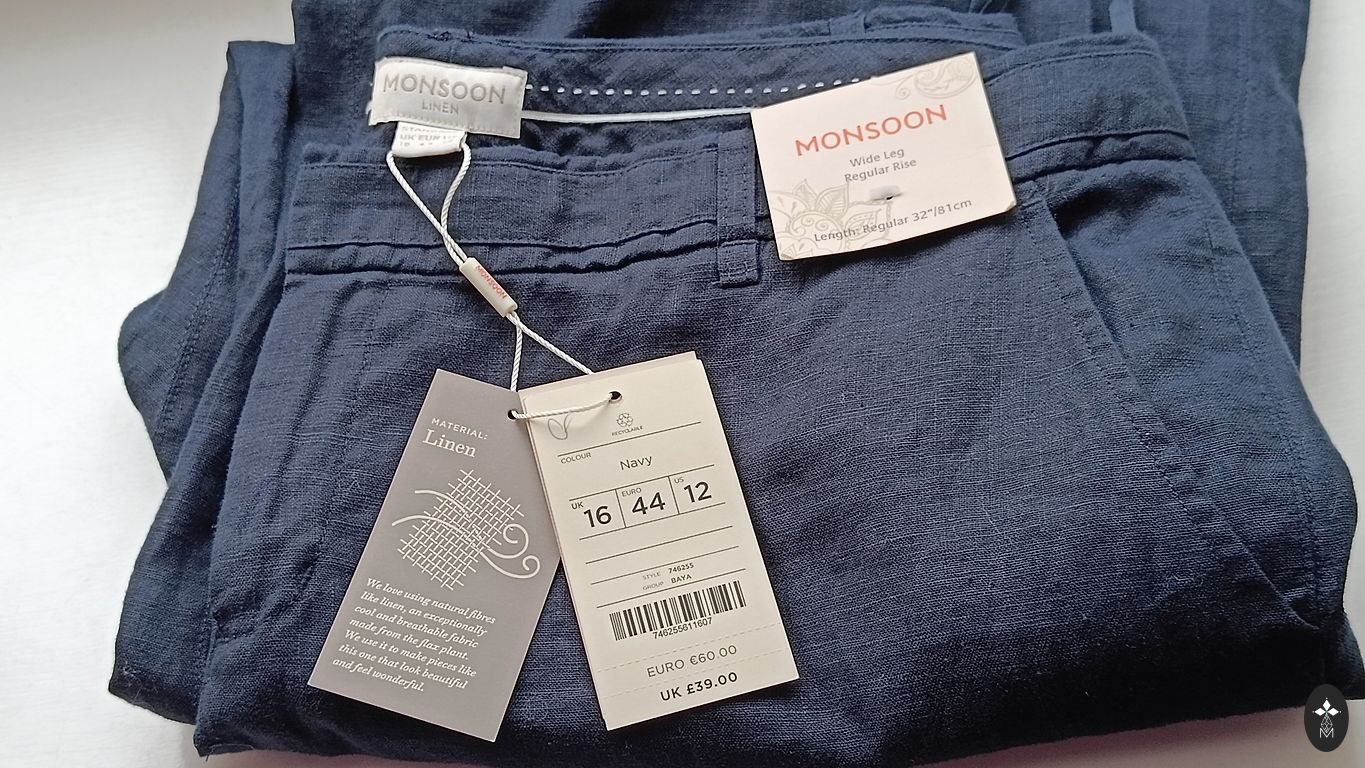 MONSOON
LINEN
UK EUR
16
MONSOON
Wide Leg
Regular Rise
Length: Regular 32"/81cm
MONSOON
MATERIAL:
Linen
We love using natural fibres
like linen, an exceptionally
cool and breathable fabric
made from the flax plant.
We use it to make pieces like
this one that look beautiful
and feel wonderful.
RECYCLABLE
COLOUR
Navy
UK 16 EURO 44 US 12
STYLE 746255
GROUP BAYA
746255611607
EURO €60.00
UK £39.00
M